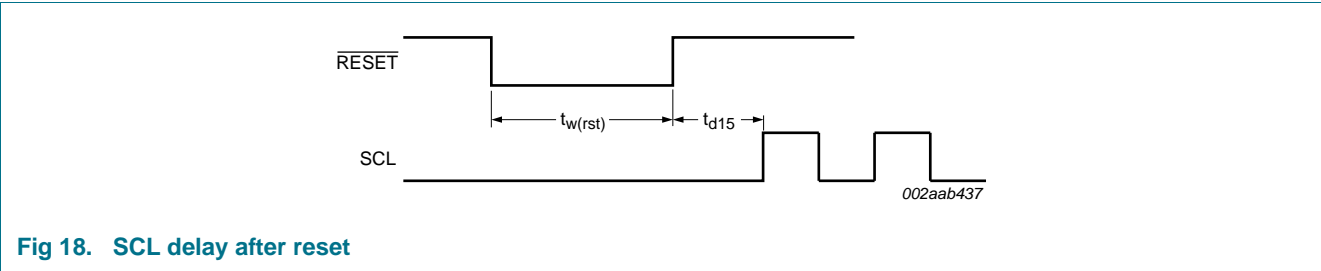 RESET
tw(rst)
td15
SCL
002aab437
Fig 18. SCL delay after reset